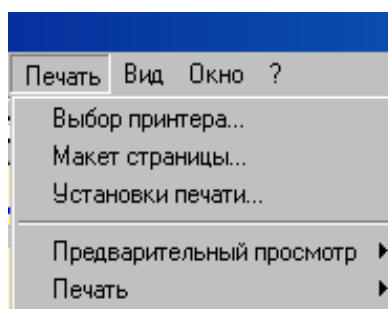 Печать Вид Окно ?
Выбор принтера...
Макет страницы...
Установки печати...
Предварительный просмотр
Печать